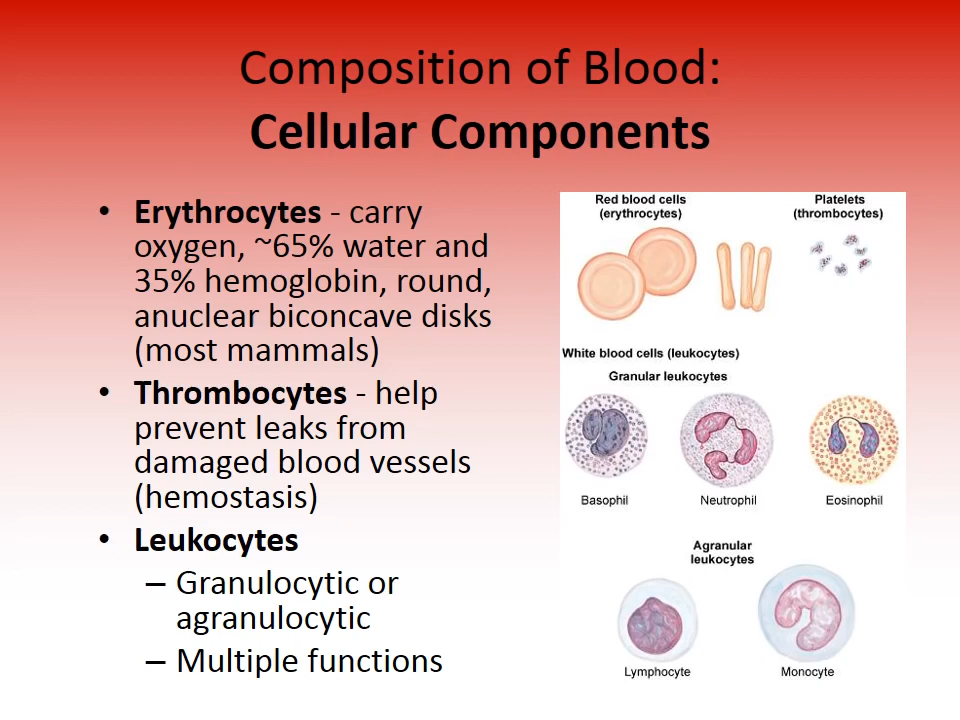 Composition of Blood:
Cellular Components
• Erythrocytes - carry
oxygen, ~65% water and
35% hemoglobin, round,
anuclear biconcave disks
(most mammals)
• Thrombocytes - help
prevent leaks from
damaged blood vessels
(hemostasis)
• Leukocytes
– Granulocytic or
agranulocytic
– Multiple functions
Red blood cells
(erythrocytes)
Platelets
(thrombocytes)
White blood cells (leukocytes)
Granular leukocytes
Basophil
Neutrophil
Eosinophil
Agranular
leukocytes
Lymphocyte
Monocyte